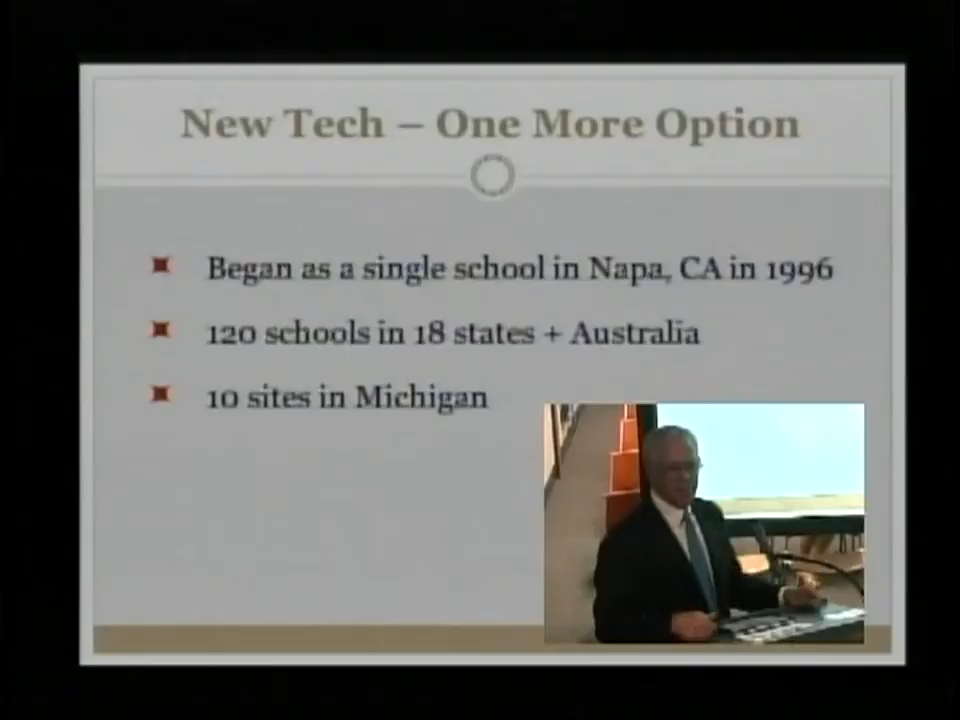 New Tech – One More Option
Began as a single school in Napa, CA in 1996
120 schools in 18 states + Australia
10 sites in Michigan